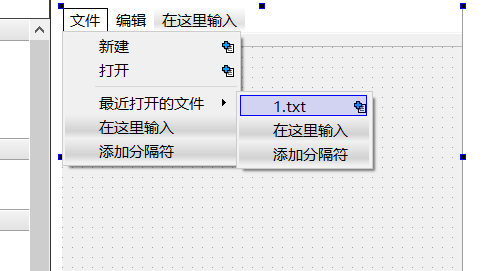 文件 编辑 在这里输入
新建
打开
最近打开的文件
1.txt
在这里输入
在这里输入
添加分隔符
添加分隔符